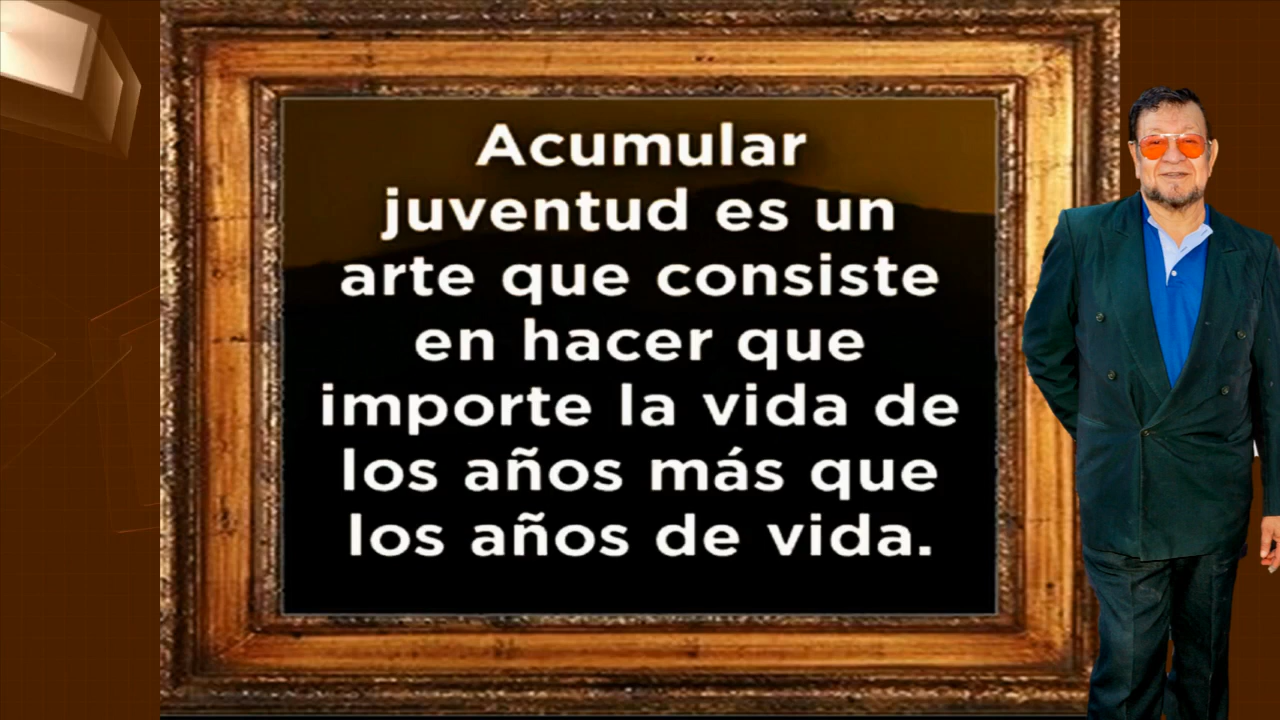 Acumular
juventud es un
arte que consiste
en hacer que
importe la vida de
los años más que
los años de vida.